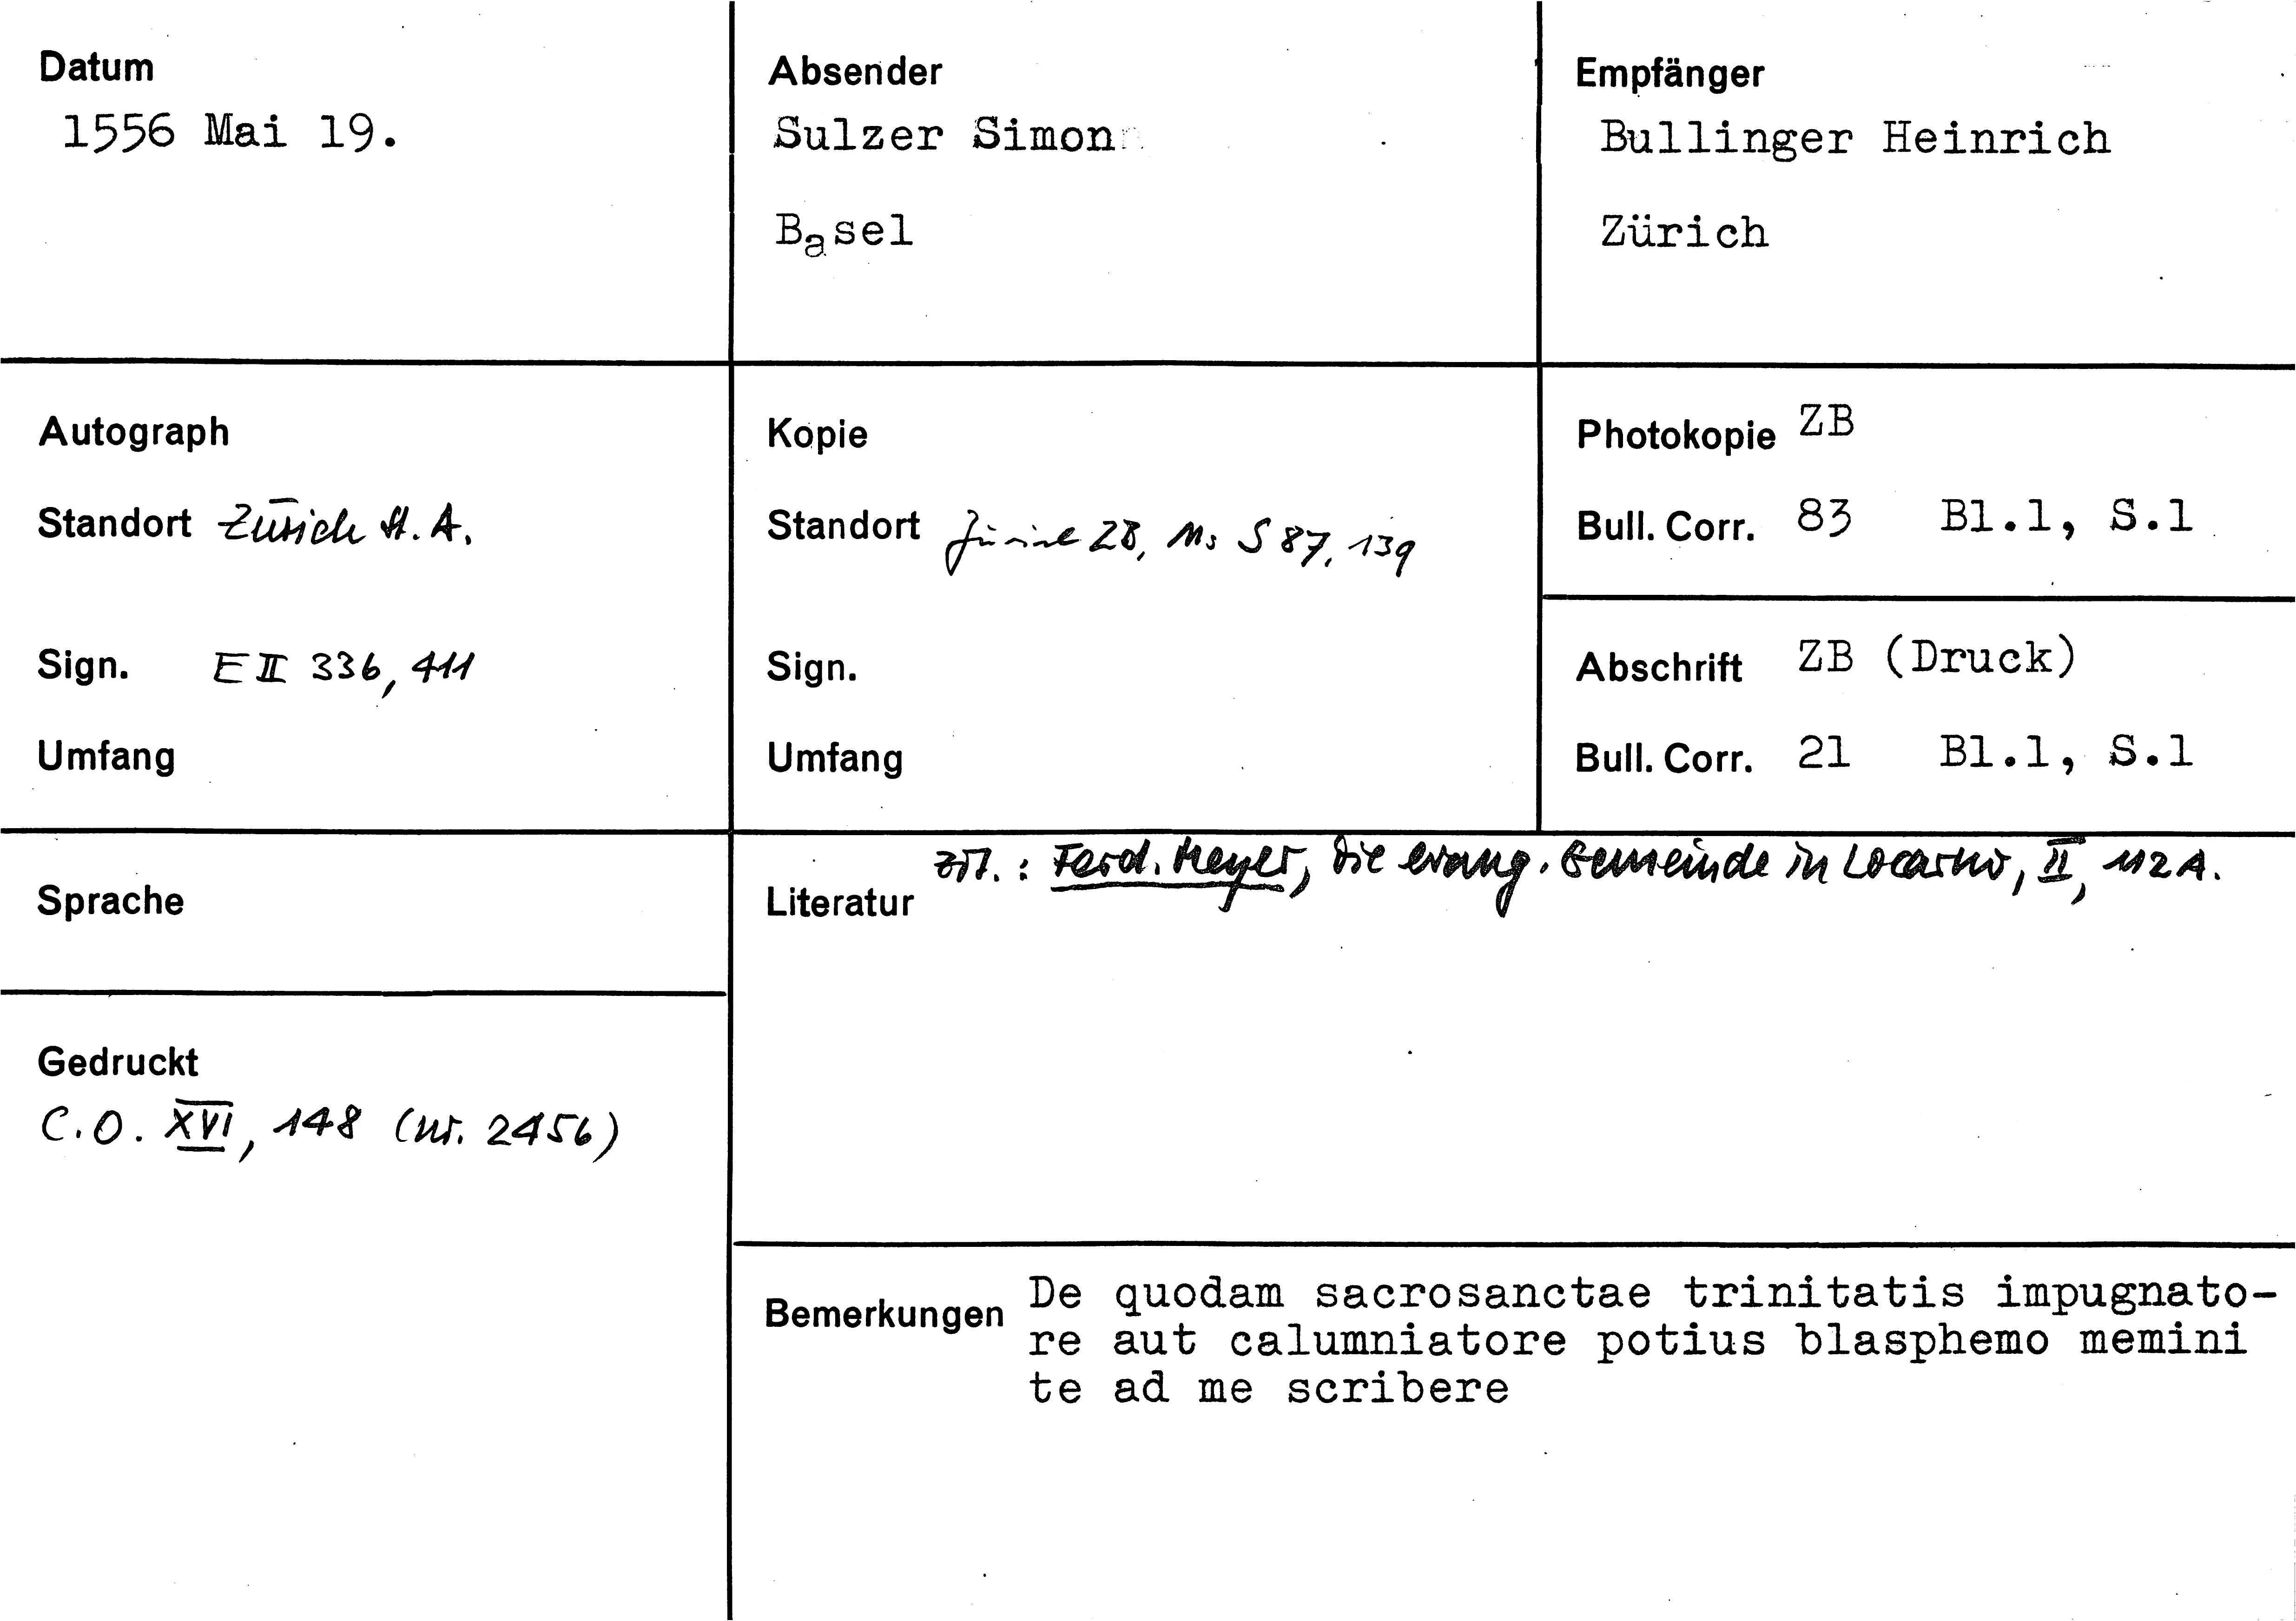 Datum
1556 Mai 19.
Absender
Sulzer Simon
Basel
Empfänger
Bullinger Heinrich
Zürich
Autograph
Standort Zürich St. A.
Sign. E II 336, 411
Umfang
Kopie
Standort Zürich ZB, Ms S 87, 139
Sign.
Umfang
Photokopie ZB
Bull. Corr. 83 Bl.1, S.1
Abschrift ZB (Druck)
Bull. Corr. 21 Bl.1, S.1
Sprache
Gedruckt
C.O. XVI, 148 (nr. 2456)
Literatur zit.: Ferd. Meyer, Die evang. Gemeinde in Locarno, II, 112 A.
Bemerkungen De quodam sacrosanctae trinitatis impugnato-
re aut calumniatore potius blasphemo memini
te ad me scribere